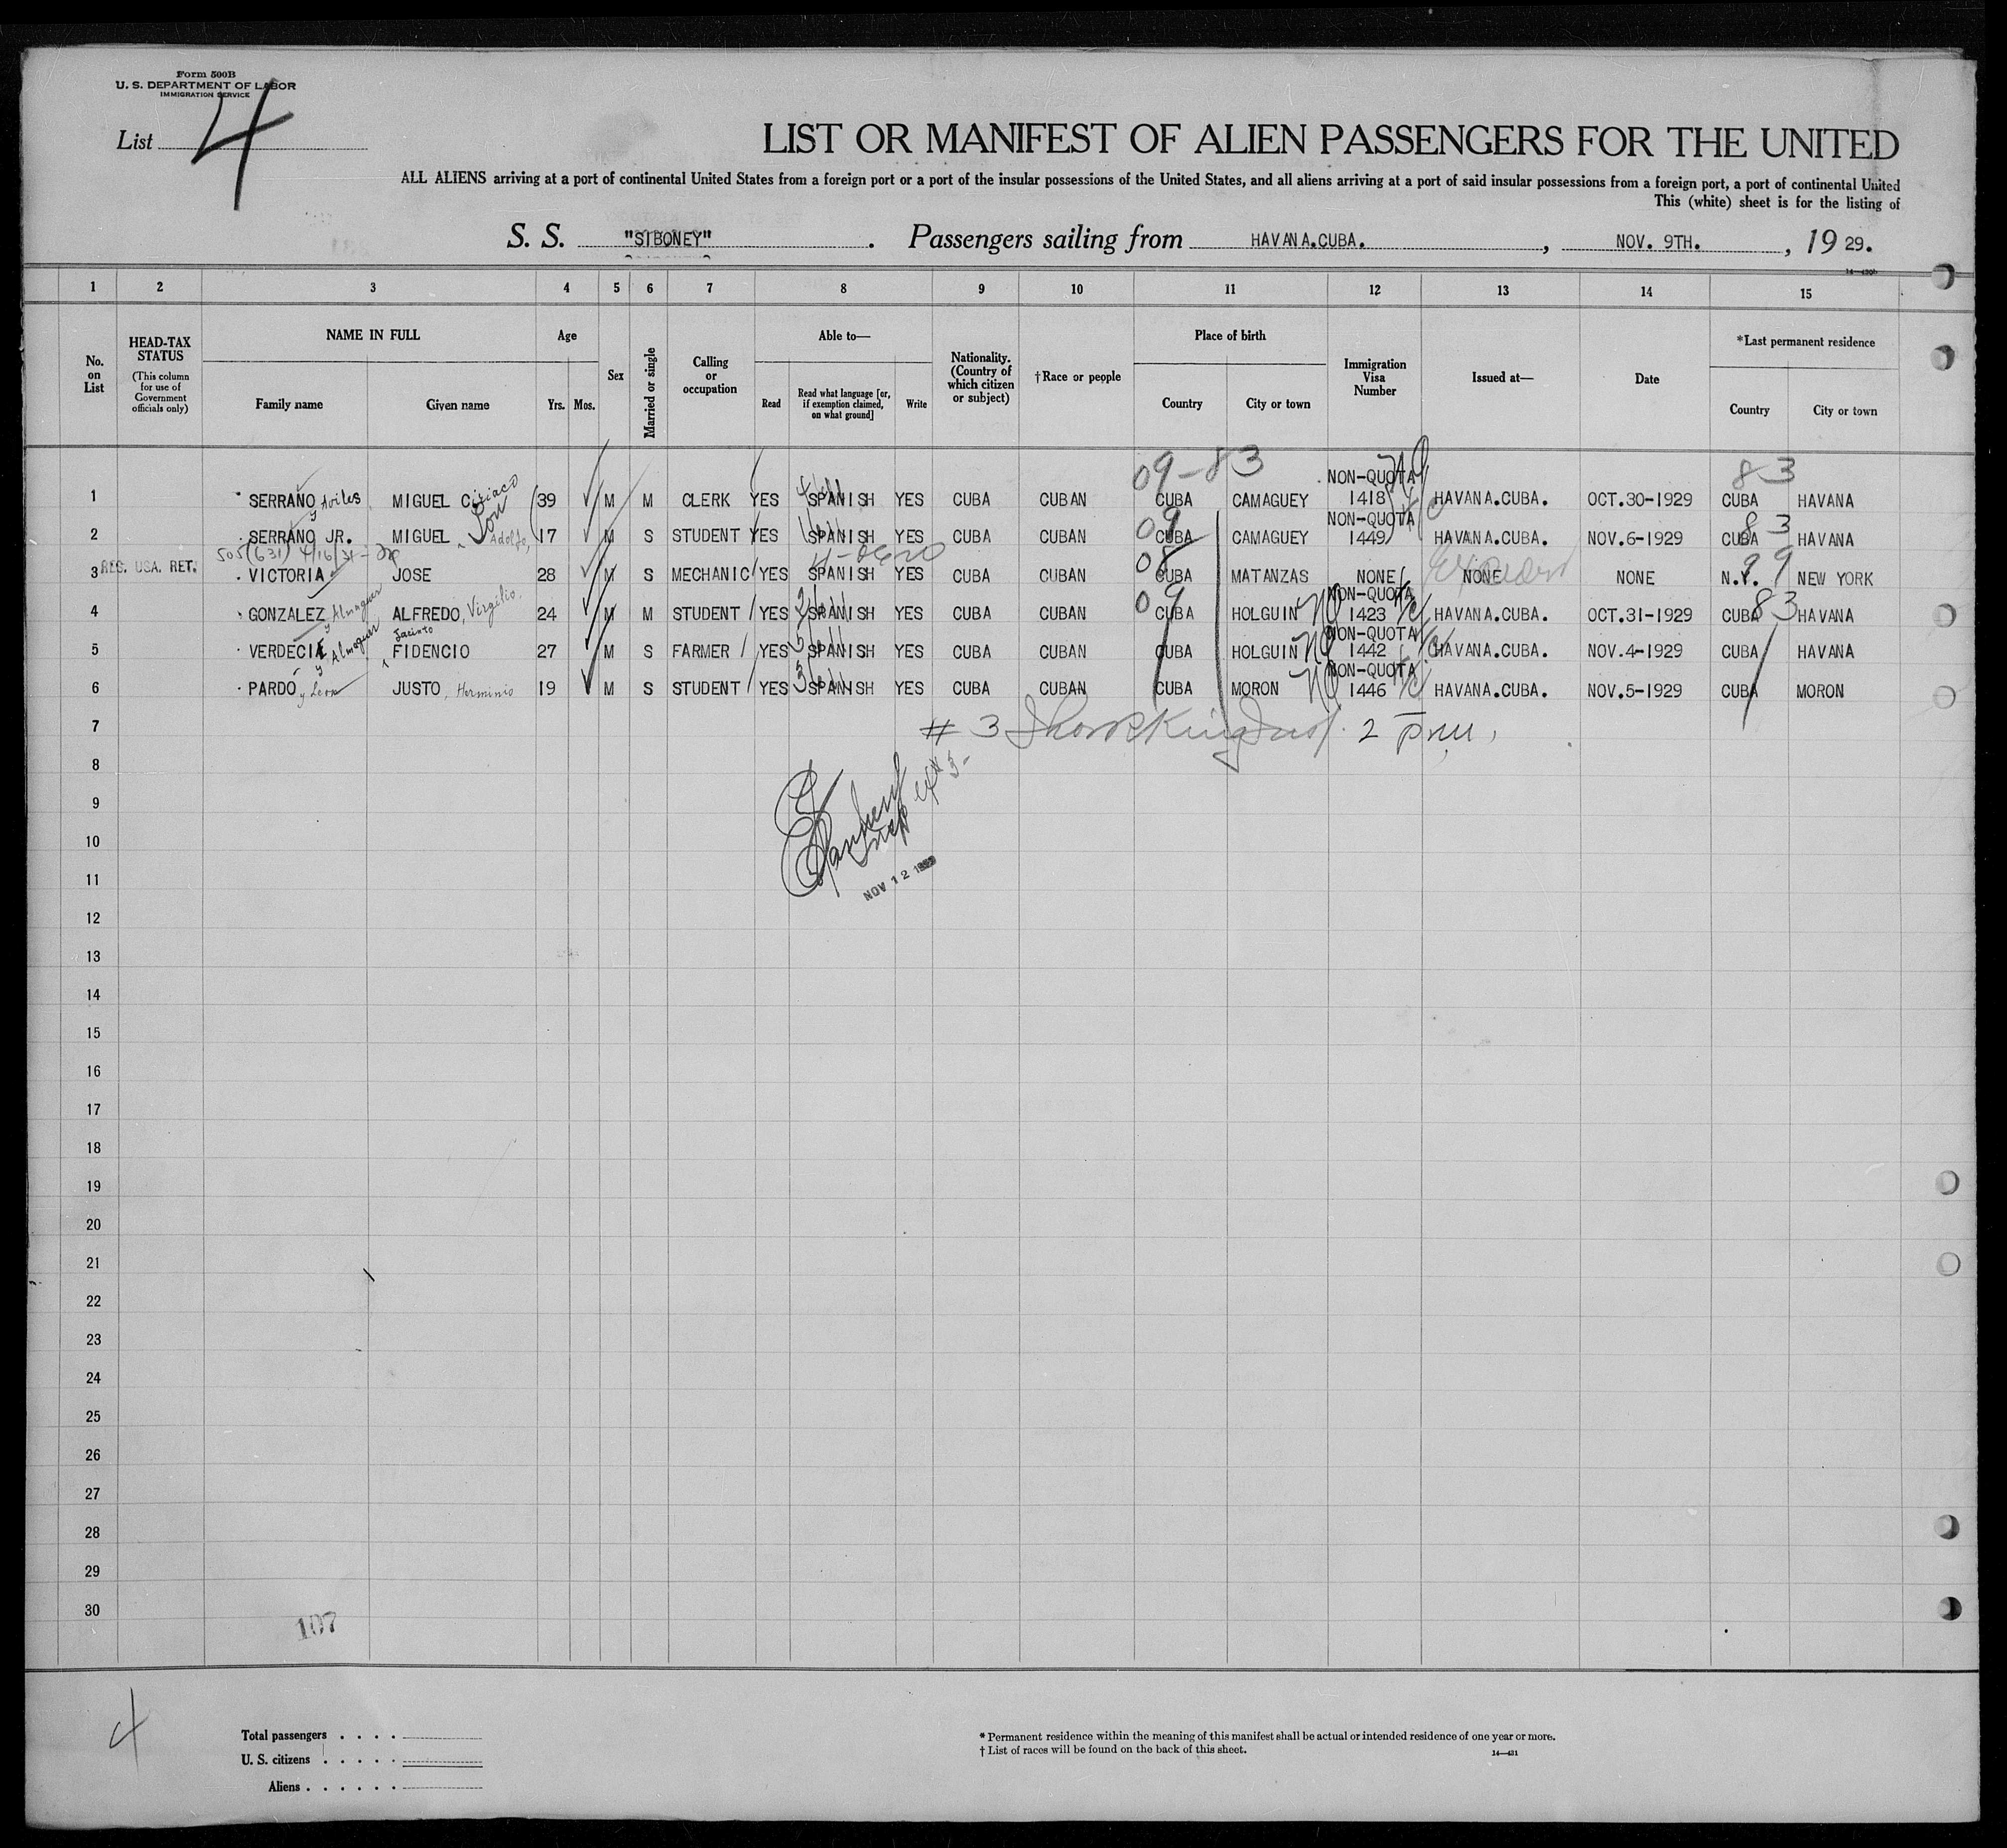 Form 500B
U. S. DEPARTMENT OF LABOR
IMMIGRATION SERVICE
List 4
LIST OR MANIFEST OF ALIEN PASSENGERS FOR THE UNITED
ALL ALIENS arriving at a port of continental United States from a foreign port or a port of the insular possessions of the United States, and all aliens arriving at a port of said insular possessions from a foreign port, a port of continental United
This (white) sheet is for the listing of
S. S. "SIBONEY" . Passengers sailing from HAVANA.CUBA. , NOV. 9TH. , 19 29.
1 2 3 4 5 6 7 8 9 10 11 12 13 14 15
No. on List
HEAD-TAX STATUS (This column for use of Government officials only)
NAME IN FULL Family name Given name
Age Yrs. Mos.
Sex
Married or single
Calling or occupation
Able to— Read Read what language [or, if exemption claimed, on what ground] Write
Nationality. (Country of which citizen or subject)
†Race or people
Place of birth Country City or town
Immigration Visa Number
Issued at—
Date
*Last permanent residence Country City or town
09-83 NON-QUOTA 83
1 SERRANO y Aviles MIGUEL Ciriaco 39 M M CLERK YES SPANISH YES CUBA CUBAN CUBA CAMAGUEY 1418 HAVANA.CUBA. OCT.30-1929 CUBA HAVANA
09 NON-QUOTA 83
2 SERRANO JR. MIGUEL Adolfo, Son 17 M S STUDENT YES SPANISH YES CUBA CUBAN CUBA CAMAGUEY 1449 HAVANA.CUBA. NOV.6-1929 CUBA HAVANA
505(631) 4/16/31 08 99
3 REG. USA. RET. VICTORIA JOSE 28 M S MECHANIC YES SPANISH YES CUBA CUBAN CUBA MATANZAS NONE NONE NONE N.Y. NEW YORK
09 NON-QUOTA 83
4 GONZALEZ y Almaguer ALFREDO, Virgilio. 24 M M STUDENT YES SPANISH YES CUBA CUBAN CUBA HOLGUIN 1423 HAVANA.CUBA. OCT.31-1929 CUBA HAVANA
Jacinto NON-QUOTA
5 VERDECIE y Almaguer FIDENCIO 27 M S FARMER YES SPANISH YES CUBA CUBAN CUBA HOLGUIN 1442 HAVANA.CUBA. NOV.4-1929 CUBA HAVANA
NON-QUOTA
6 PARDO y Leon JUSTO, Herminio 19 M S STUDENT YES SPANISH YES CUBA CUBAN CUBA MORON 1446 HAVANA.CUBA. NOV.5-1929 CUBA MORON
7 # 3
8
9
10
11 NOV 12 1929
12
13
14
15
16
17
18
19
20
21
22
23
24
25
26
27
28
29
30
107
4
Total passengers . . . .
U. S. citizens . . . . .
Aliens . . . . . .
* Permanent residence within the meaning of this manifest shall be actual or intended residence of one year or more.
† List of races will be found on the back of this sheet. 14—431